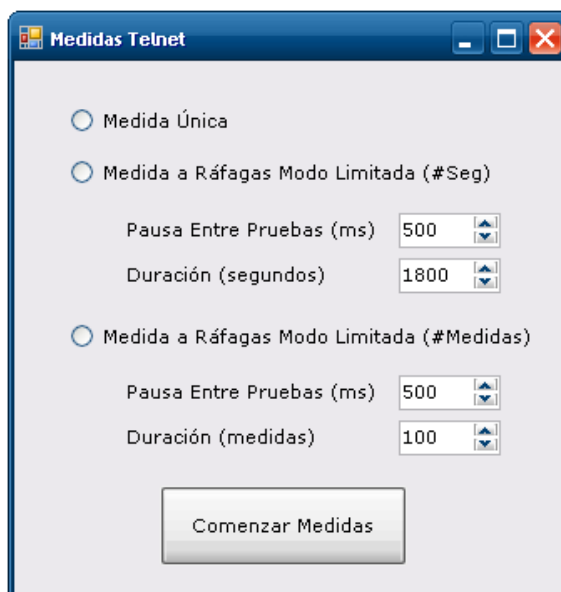 Medidas Telnet
Medida Única
Medida a Ráfagas Modo Limitada (#Seg)
Pausa Entre Pruebas (ms) 500
Duración (segundos) 1800
Medida a Ráfagas Modo Limitada (#Medidas)
Pausa Entre Pruebas (ms) 500
Duración (medidas) 100
Comenzar Medidas